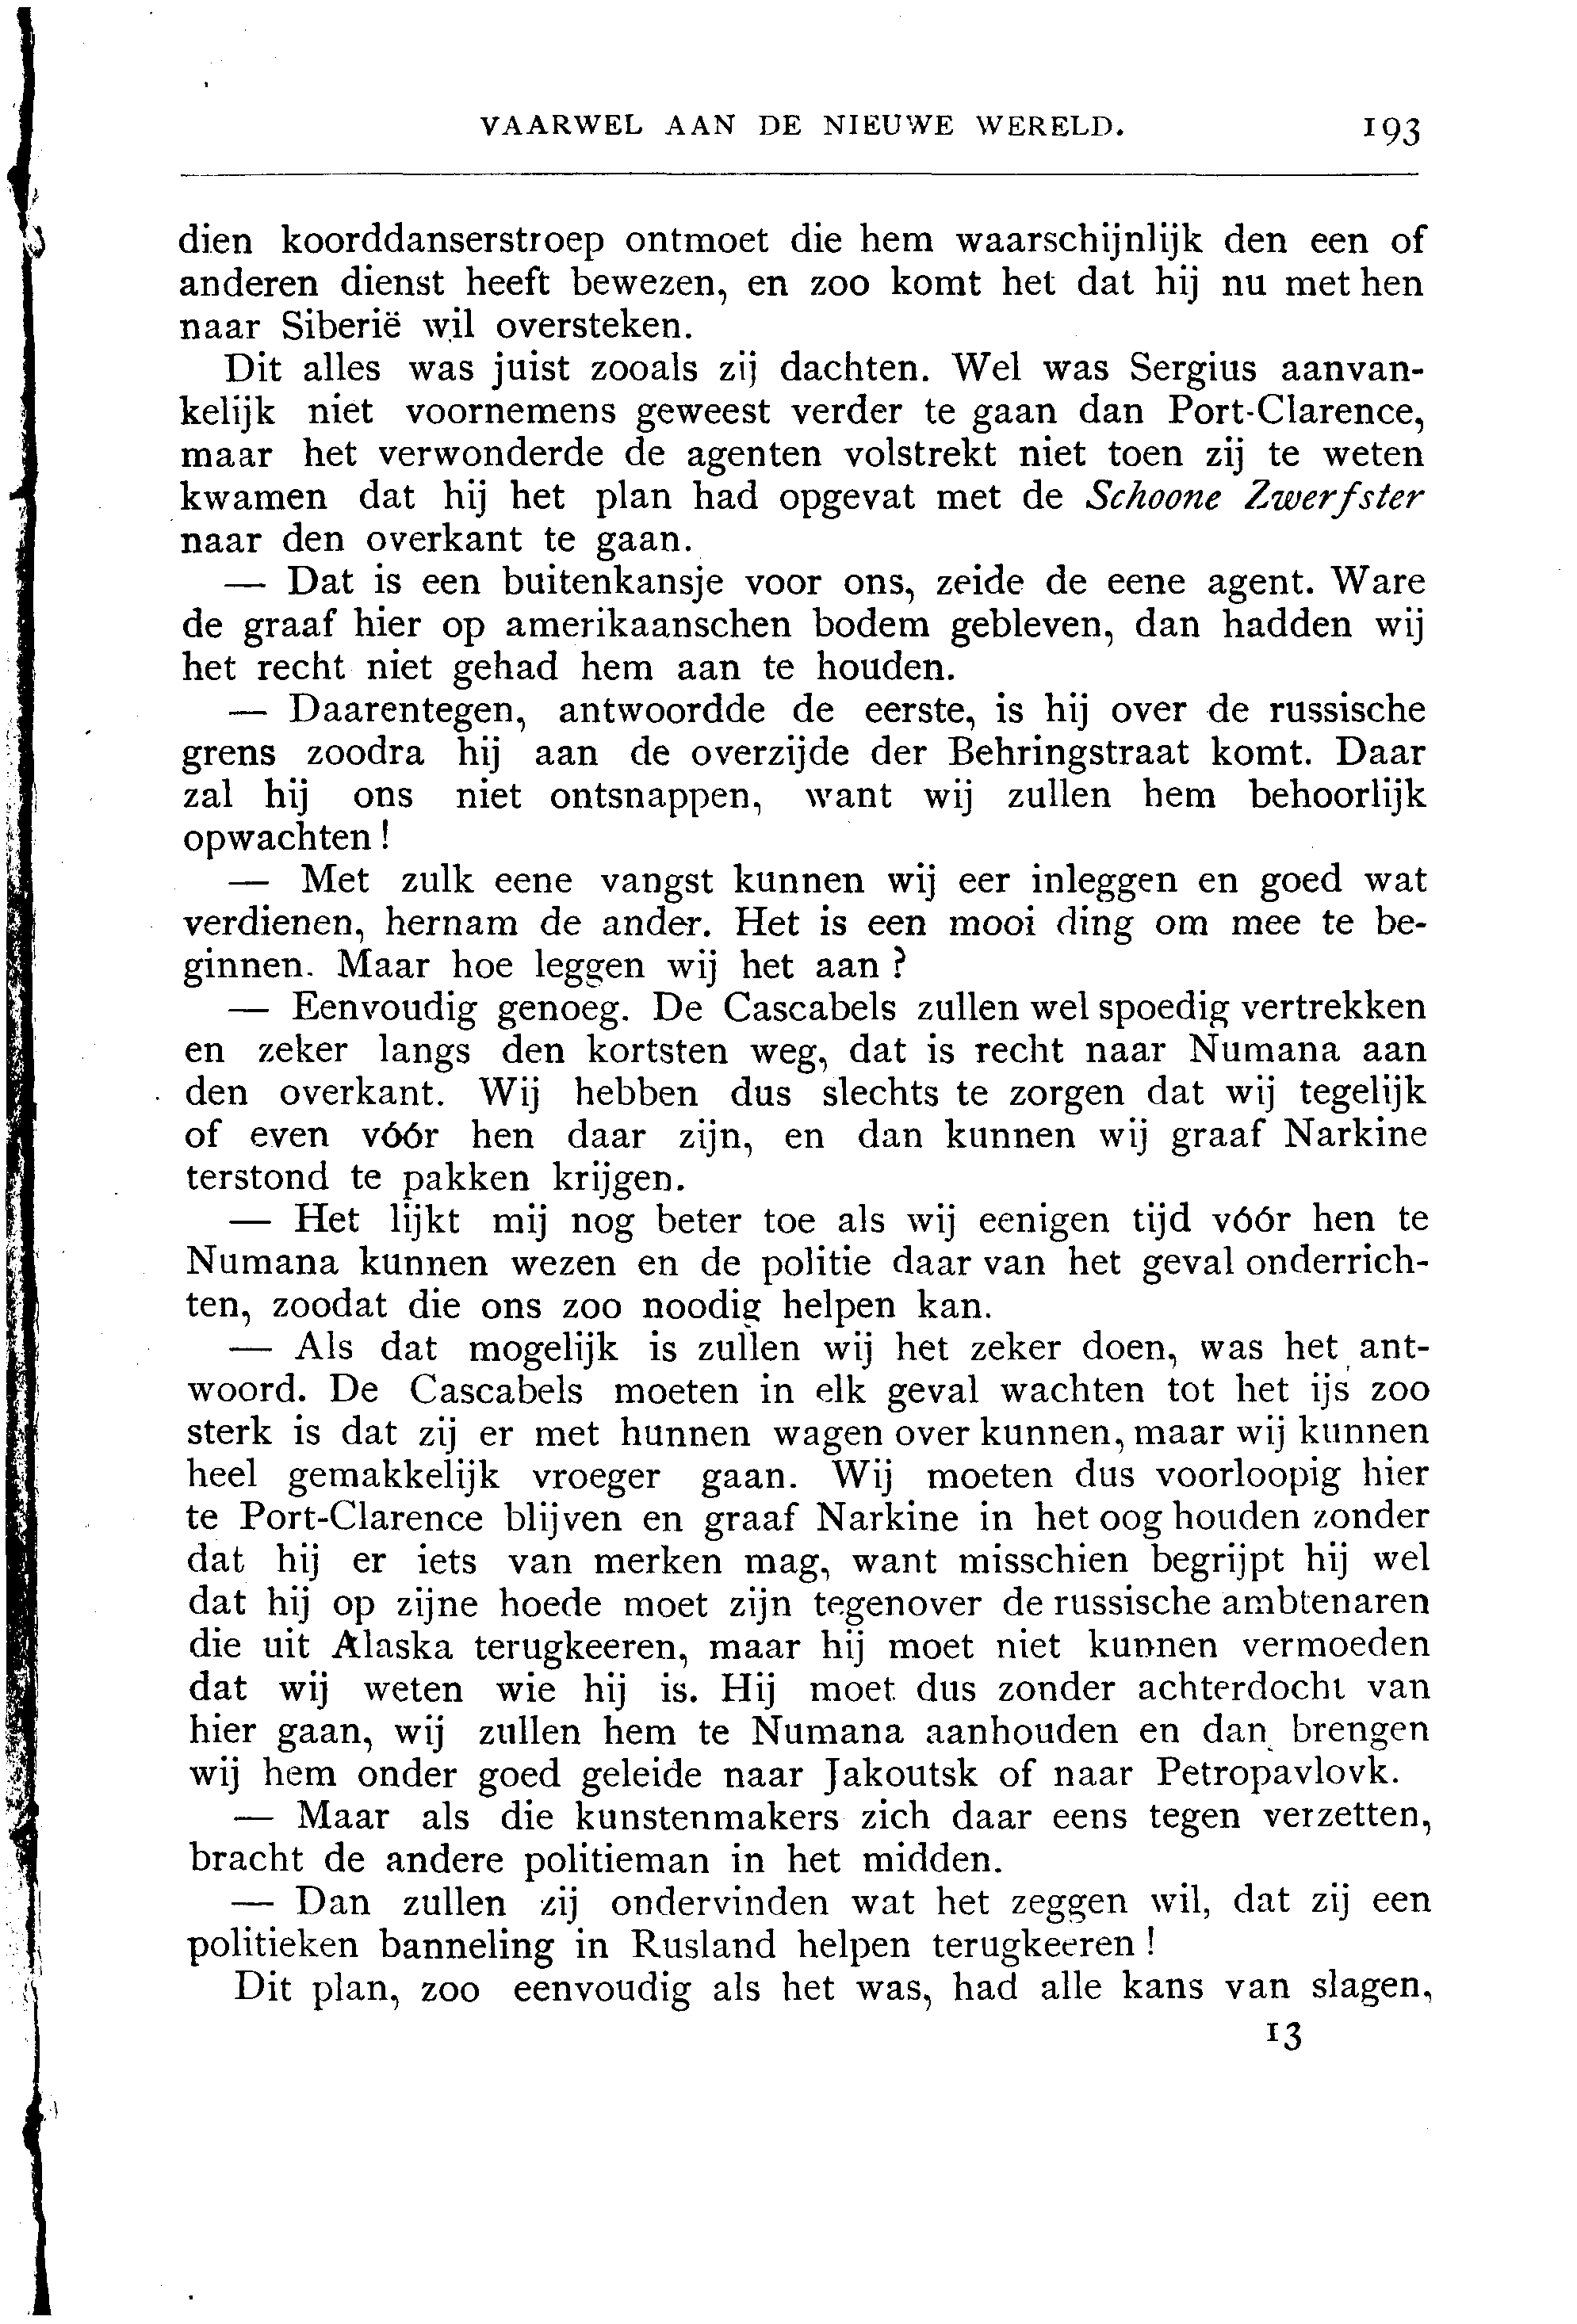 VAARWEL AAN DE NIEUWE WERELD. 193
dien koorddanserstroep ontmoet die hem waarschijnlijk den een of
anderen dienst heeft bewezen, en zoo komt het dat hij nu met hen
naar Siberië wil oversteken.
Dit alles was juist zooals zij dachten. Wel was Sergius aanvan-
kelijk niet voornemens geweest verder te gaan dan Port-Clarence,
maar het verwonderde de agenten volstrekt niet toen zij te weten
kwamen dat hij het plan had opgevat met de Schoone Zwerfster
naar den overkant te gaan.
— Dat is een buitenkansje voor ons, zeide de eene agent. Ware
de graaf hier op amerikaanschen bodem gebleven, dan hadden wij
het recht niet gehad hem aan te houden.
— Daarentegen, antwoordde de eerste, is hij over de russische
grens zoodra hij aan de overzijde der Behringstraat komt. Daar
zal hij ons niet ontsnappen, want wij zullen hem behoorlijk
opwachten!
— Met zulk eene vangst kunnen wij eer inleggen en goed wat
verdienen, hernam de ander. Het is een mooi ding om mee te be-
ginnen. Maar hoe leggen wij het aan?
— Eenvoudig genoeg. De Cascabels zullen wel spoedig vertrekken
en zeker langs den kortsten weg, dat is recht naar Numana aan
den overkant. Wij hebben dus slechts te zorgen dat wij tegelijk
of even vóór hen daar zijn, en dan kunnen wij graaf Narkine
terstond te pakken krijgen.
— Het lijkt mij nog beter toe als wij eenigen tijd vóór hen te
Numana kunnen wezen en de politie daar van het geval onderrich-
ten, zoodat die ons zoo noodig helpen kan.
— Als dat mogelijk is zullen wij het zeker doen, was het ant-
woord. De Cascabels moeten in elk geval wachten tot het ijs zoo
sterk is dat zij er met hunnen wagen over kunnen, maar wij kunnen
heel gemakkelijk vroeger gaan. Wij moeten dus voorloopig hier
te Port-Clarence blijven en graaf Narkine in het oog houden zonder
dat hij er iets van merken mag, want misschien begrijpt hij wel
dat hij op zijne hoede moet zijn tegenover de russische ambtenaren
die uit Alaska terugkeeren, maar hij moet niet kunnen vermoeden
dat wij weten wie hij is. Hij moet dus zonder achterdocht van
hier gaan, wij zullen hem te Numana aanhouden en dan brengen
wij hem onder goed geleide naar Jakoutsk of naar Petropavlovk.
— Maar als die kunstenmakers zich daar eens tegen verzetten,
bracht de andere politieman in het midden.
— Dan zullen zij ondervinden wat het zeggen wil, dat zij een
politieken banneling in Rusland helpen terugkeeren!
Dit plan, zoo eenvoudig als het was, had alle kans van slagen,
13